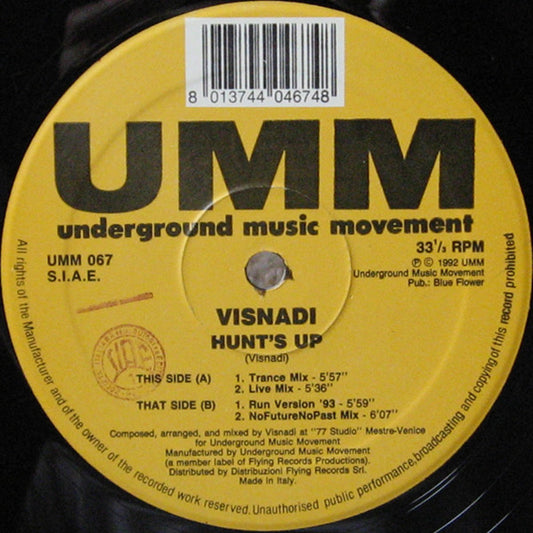 8 013744 046748
UMM
underground music movement
UMM 067
S.I.A.E.
33 1/3 RPM
℗ © 1992 UMM
Underground Music Movement
Pub.: Blue Flower
VISNADI
HUNT'S UP
(Visnadi)
THIS SIDE (A) 1. Trance Mix - 5'57"
2. Live Mix - 5'36"
THAT SIDE (B) 1. Run Version '93 - 5'59"
2. NoFutureNoPast Mix - 6'07"
Composed, arranged, and mixed by Visnadi at "77 Studio" Mestre-Venice
for Underground Music Movement
Manufactured by Underground Music Movement
(a member label of Flying Records Productions).
Distributed by Distribuzioni Flying Records Srl.
Made in Italy.
All rights of the Manufacturer and of the owner of the recorded work reserved. Unauthorised public performance, broadcasting and copying of this record prohibited